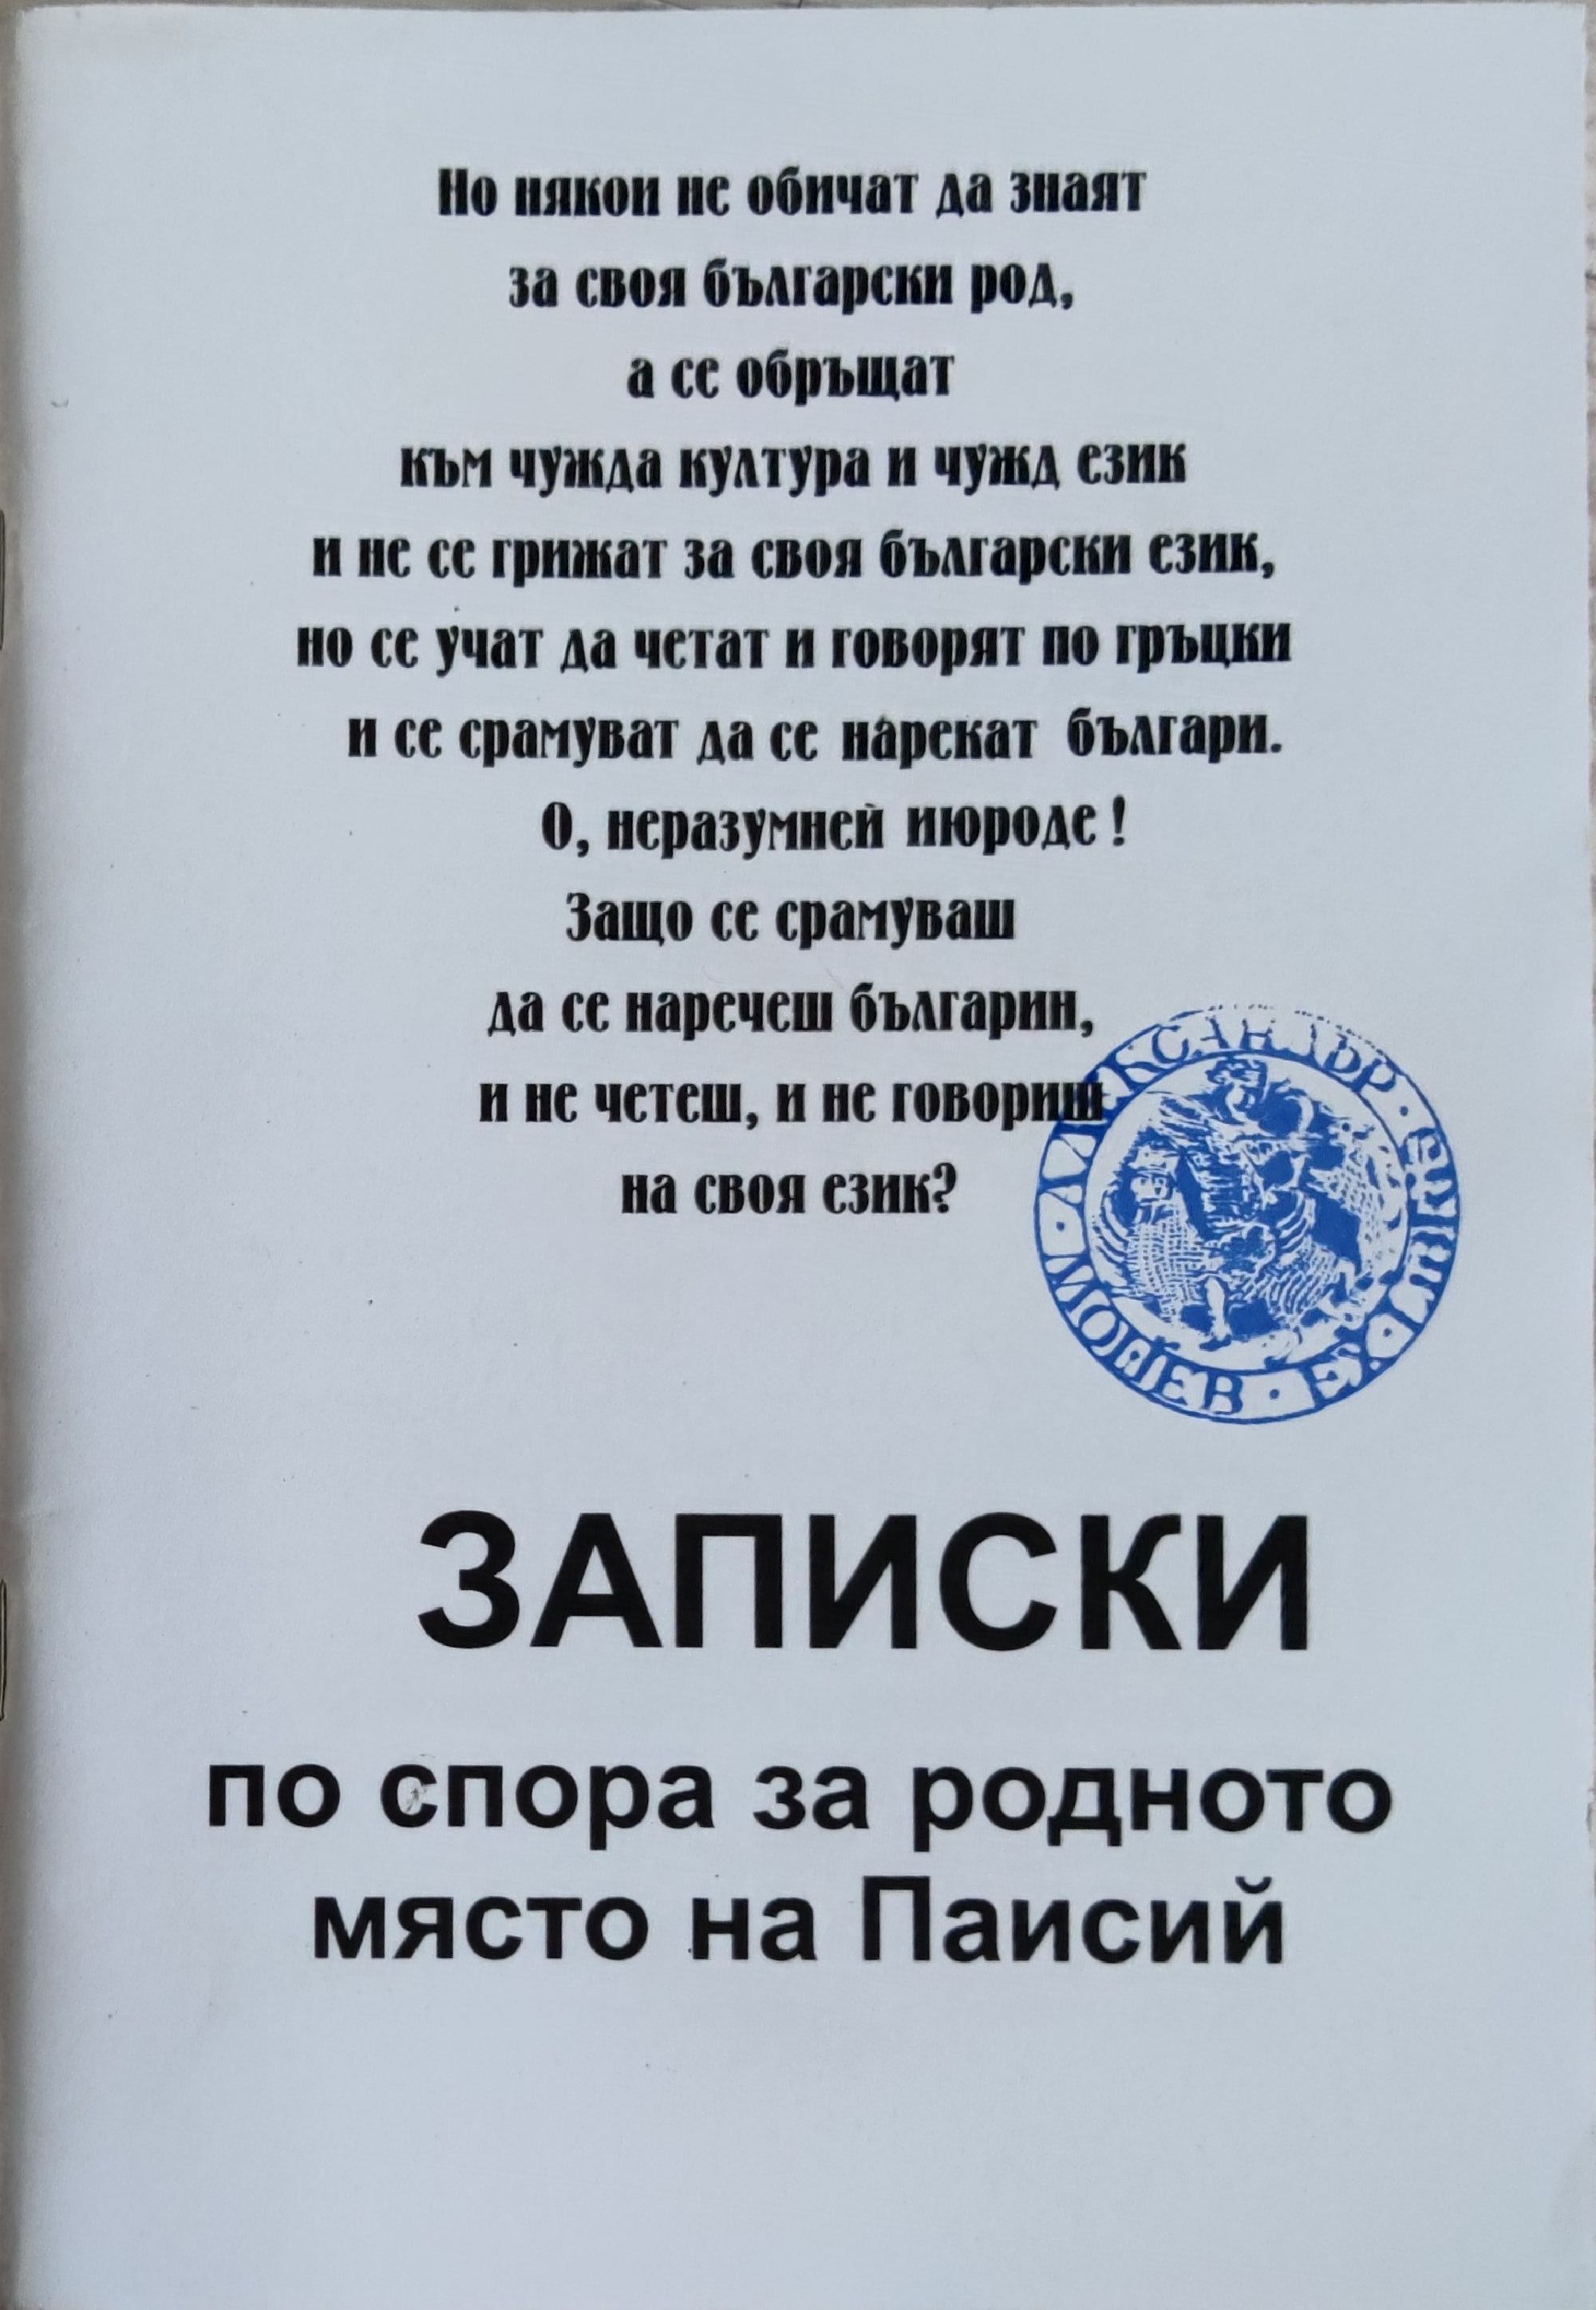 Но някои не обичат да знаят
за своя български род,
а се обръщат
към чужда култура и чужд език
и не се грижат за своя български език,
но се учат да четат и говорят по гръцки
и се срамуват да се нарекат българи.
О, неразумней июроде !
Защо се срамуваш
да се наречеш българин,
и не четеш, и не говориш
на своя език?
АЛЕКСАНДЪР
ЗАПИСКИ
по спора за родното
място на Паисий